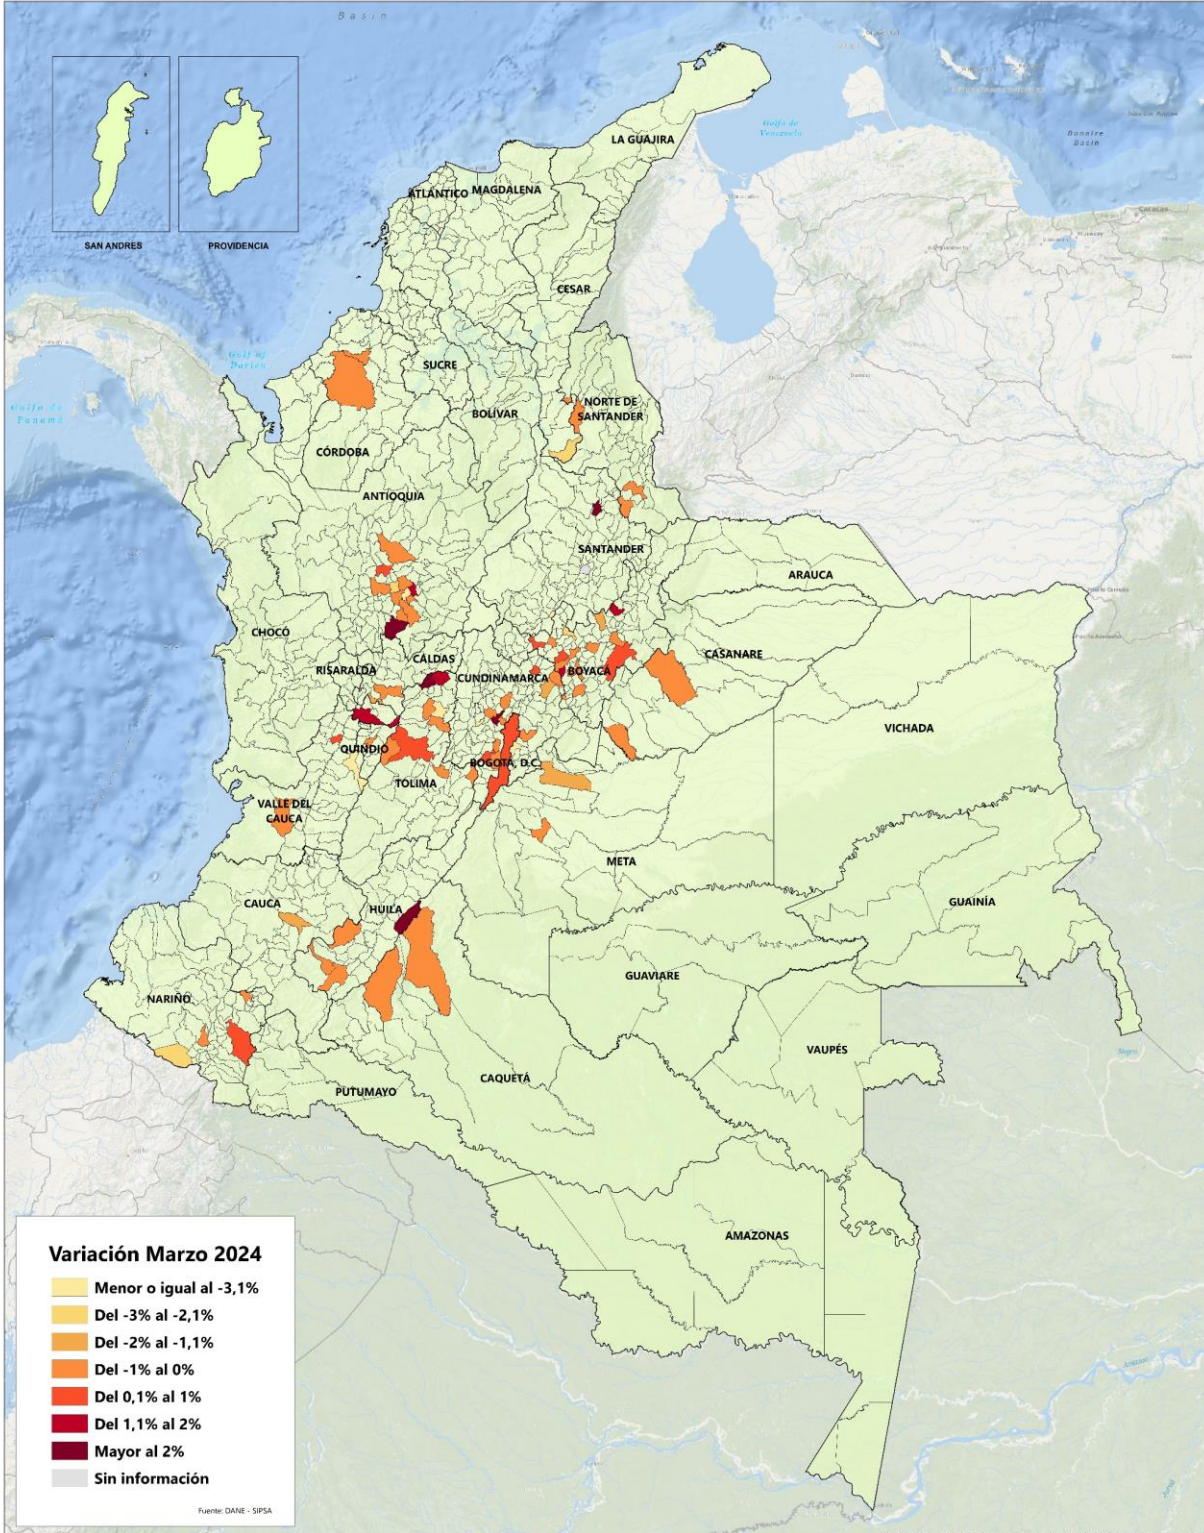 Basin
SAN ANDRES
PROVIDENCIA
Golfo de
Venezuela
Bonaire
Basin
LA GUAJIRA
ATLÁNTICO
MAGDALENA
Caracas
CESAR
Gulf of
Darien
SUCRE
Golfo de
Panamá
NORTE DE
SANTANDER
BOLÍVAR
CÓRDOBA
ANTIOQUIA
SANTANDER
ARAUCA
CHOCÓ
CASANARE
RISARALDA
CALDAS
CUNDINAMARCA
BOYACÁ
VICHADA
QUINDIO
BOGOTÁ, D.C.
TOLIMA
VALLE DEL
CAUCA
META
CAUCA
HUILA
GUAINÍA
GUAVIARE
NARIÑO
VAUPÉS
CAQUETÁ
PUTUMAYO
AMAZONAS
Variación Marzo 2024
Menor o igual al -3,1%
Del -3% al -2,1%
Del -2% al -1,1%
Del -1% al 0%
Del 0,1% al 1%
Del 1,1% al 2%
Mayor al 2%
Sin información
Fuente: DANE - SIPSA